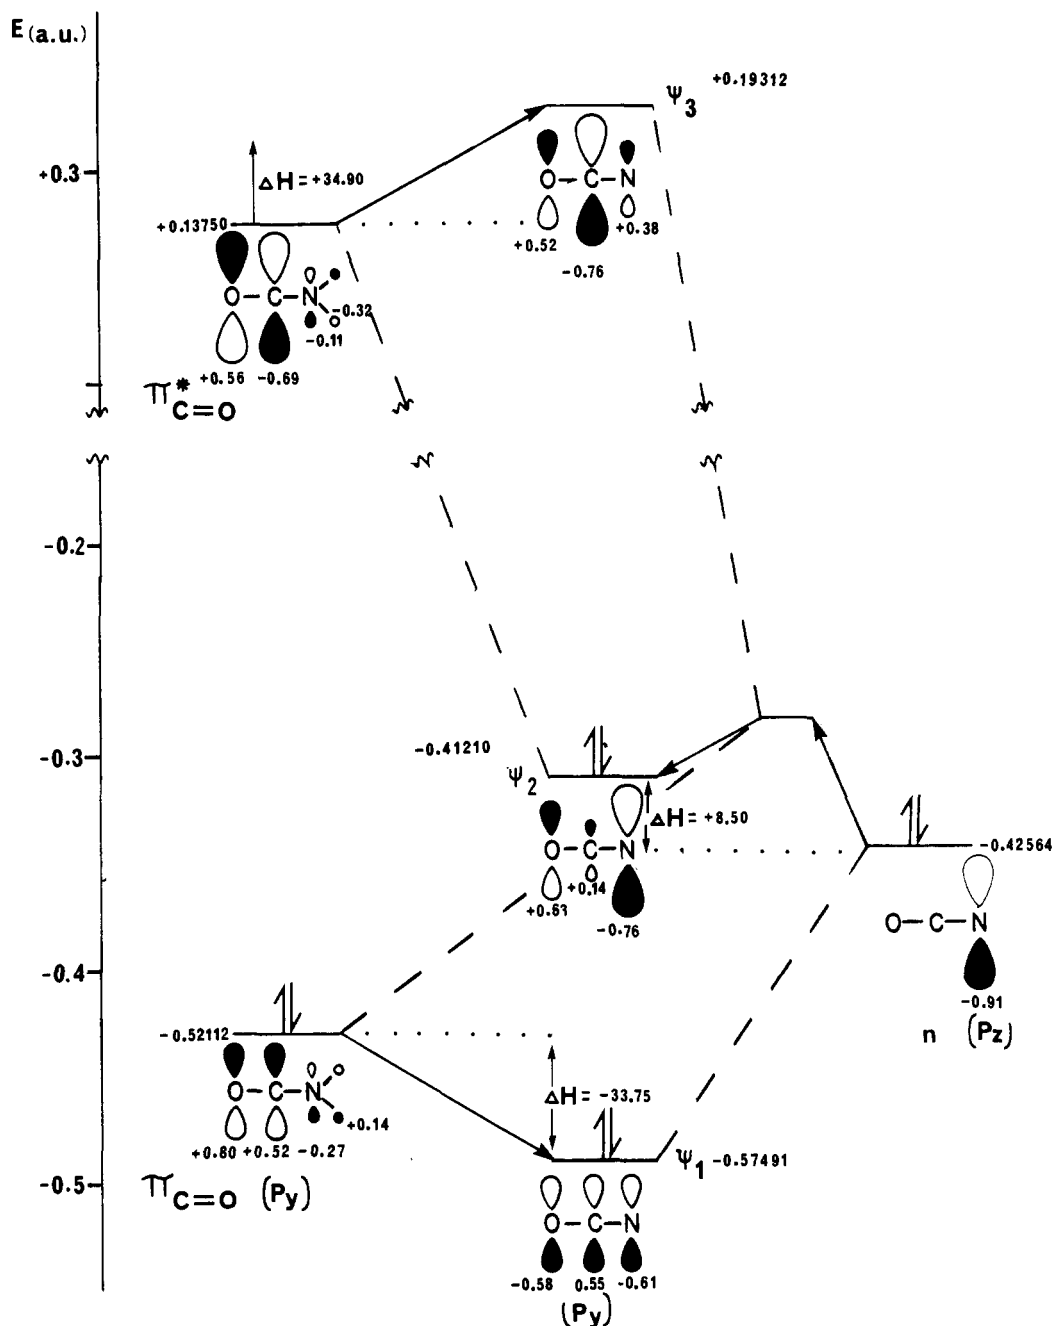 E(a.u.)
Ψ3 +0.19312
+0.3
ΔH = +34.90
+0.13750
O-C-N
+0.52 +0.38
-0.76
O-C-N
-0.32
-0.11
+0.56 -0.69
π*C=O
-0.2
-0.3
-0.41210
Ψ2
ΔH = +8.50
-0.42564
O-C-N
+0.14
+0.63
-0.76
O-C-N
-0.91
n (Pz)
-0.4
-0.52112
O-C-N
+0.14
+0.80 +0.52 -0.27
πC=O (Py)
ΔH = -33.75
Ψ1 -0.57491
-0.5
O-C-N
-0.58 0.55 -0.61
(Py)